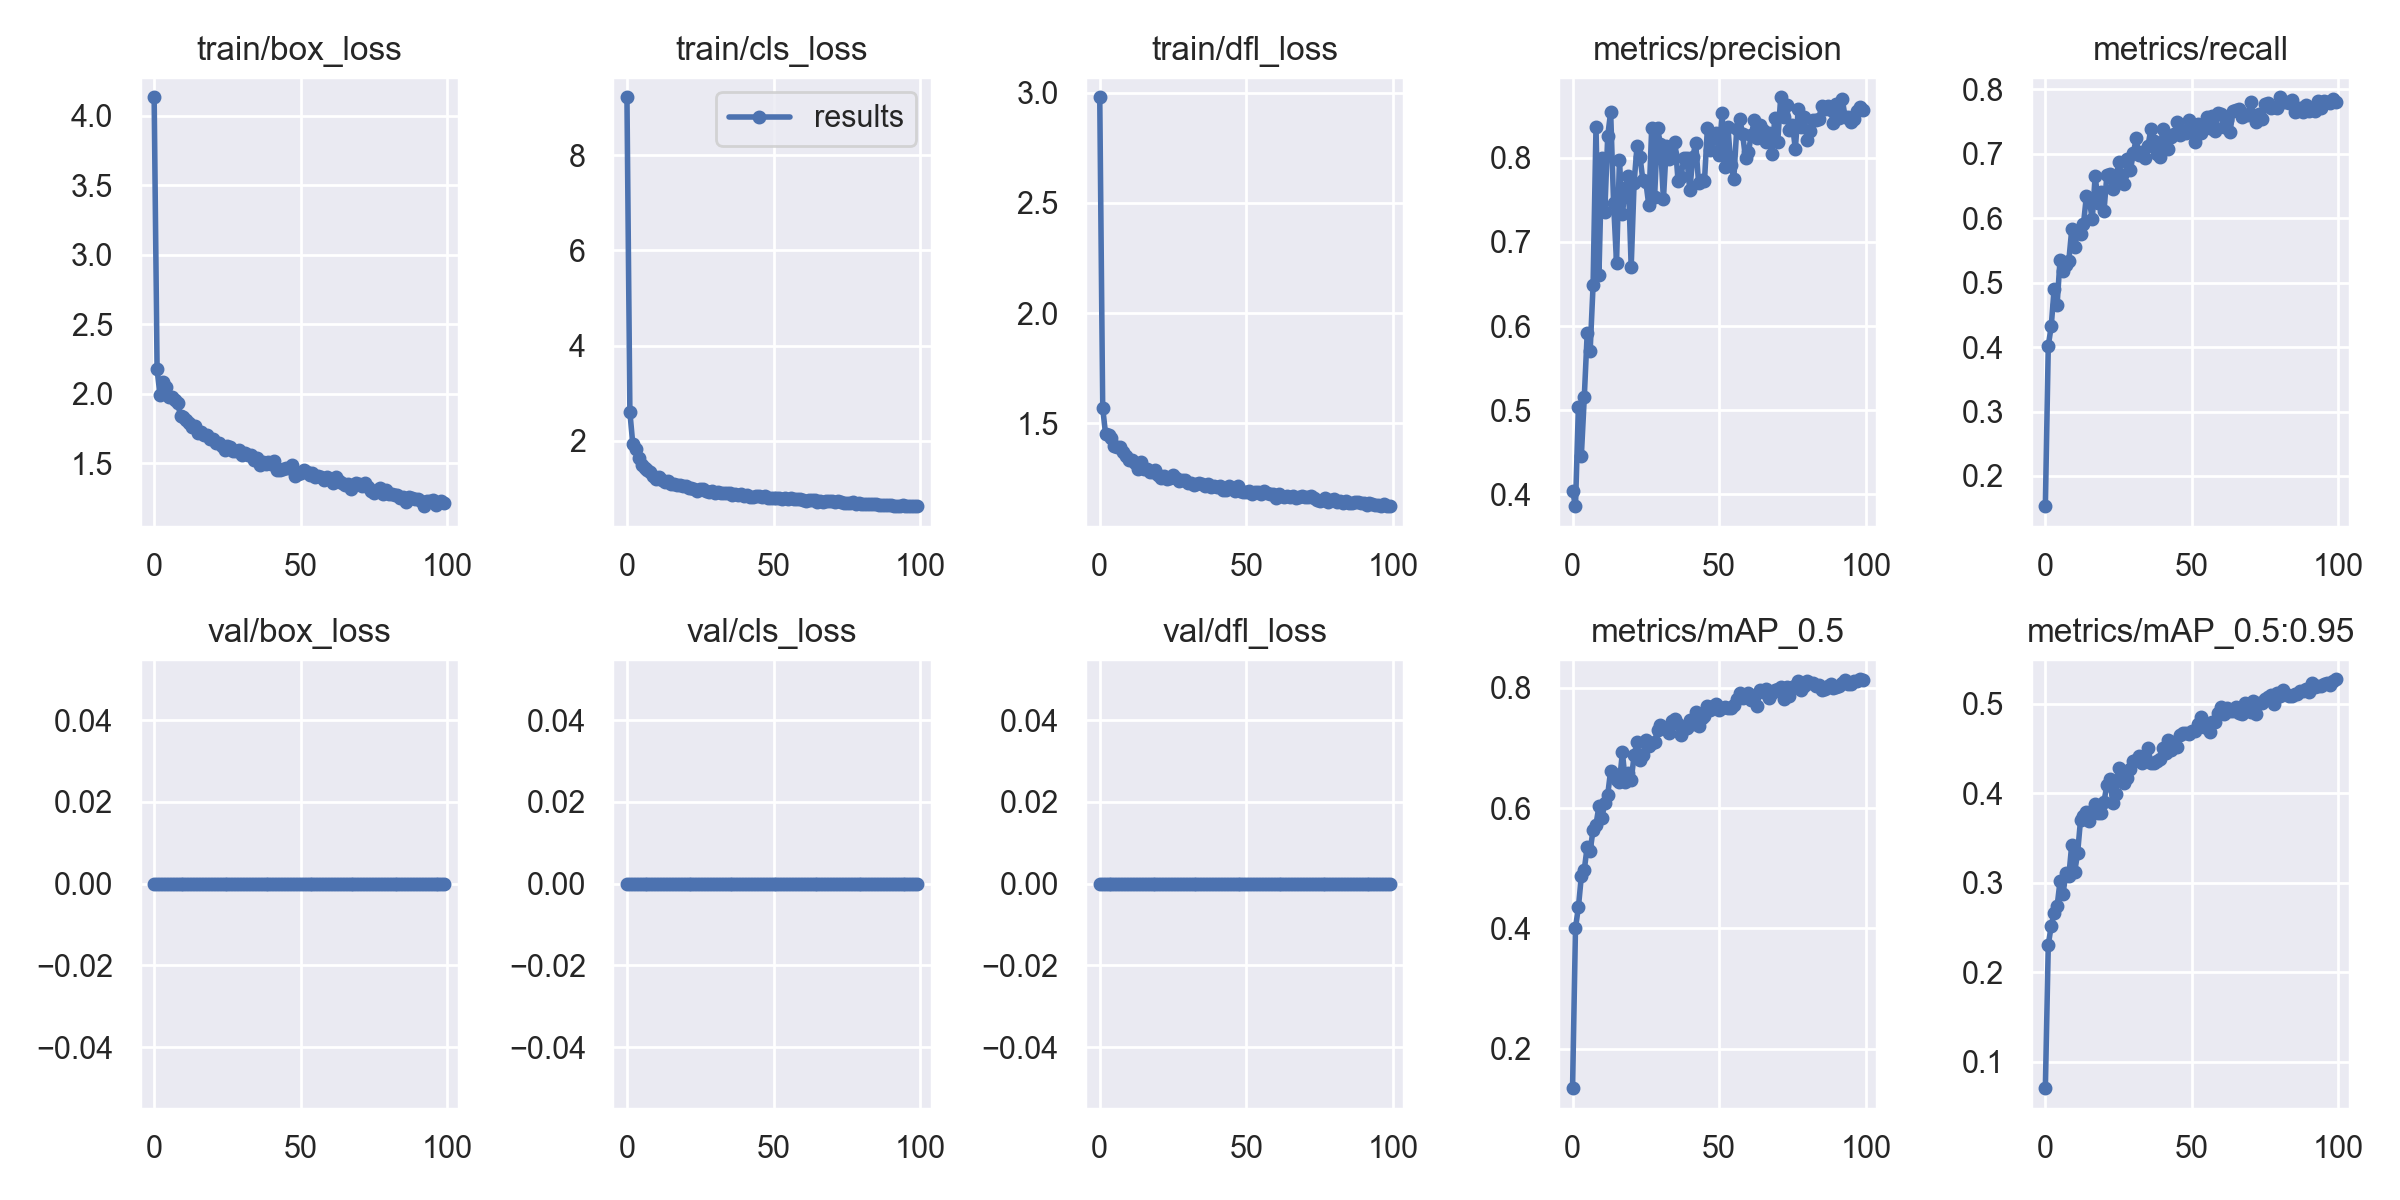 train/box_loss
train/cls_loss
train/dfl_loss
metrics/precision
metrics/recall
4.0
3.5
3.0
2.5
2.0
1.5
0 50 100
results
8
6
4
2
0 50 100
3.0
2.5
2.0
1.5
0 50 100
0.8
0.7
0.6
0.5
0.4
0 50 100
0.8
0.7
0.6
0.5
0.4
0.3
0.2
0 50 100
val/box_loss
val/cls_loss
val/dfl_loss
metrics/mAP_0.5
metrics/mAP_0.5:0.95
0.04
0.02
0.00
−0.02
−0.04
0 50 100
0.04
0.02
0.00
−0.02
−0.04
0 50 100
0.04
0.02
0.00
−0.02
−0.04
0 50 100
0.8
0.6
0.4
0.2
0 50 100
0.5
0.4
0.3
0.2
0.1
0 50 100